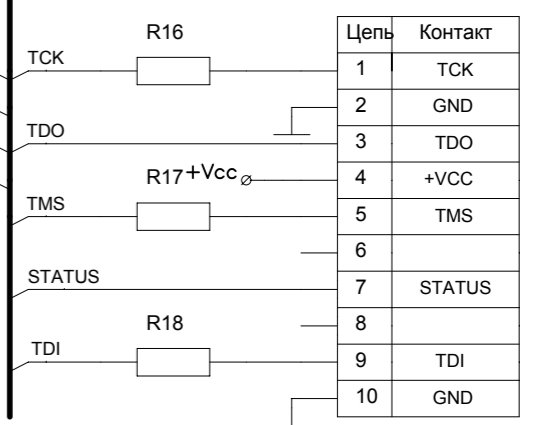 R16
Цепь Контакт
TCK
1 TCK
2 GND
TDO
3 TDO
R17 +Vcc
4 +VCC
TMS
5 TMS
6
STATUS
7 STATUS
R18
8
TDI
9 TDI
10 GND